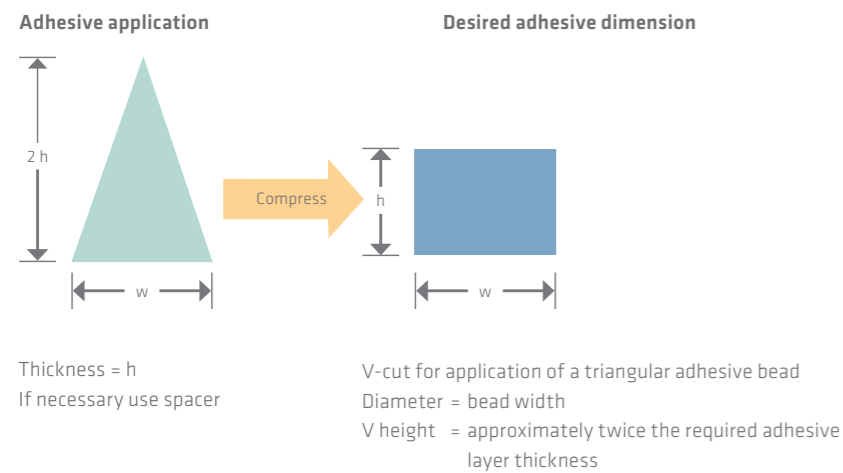 Adhesive application
Desired adhesive dimension
2 h
Compress
h
w
w
Thickness = h
If necessary use spacer
V-cut for application of a triangular adhesive bead
Diameter = bead width
V height = approximately twice the required adhesive
layer thickness